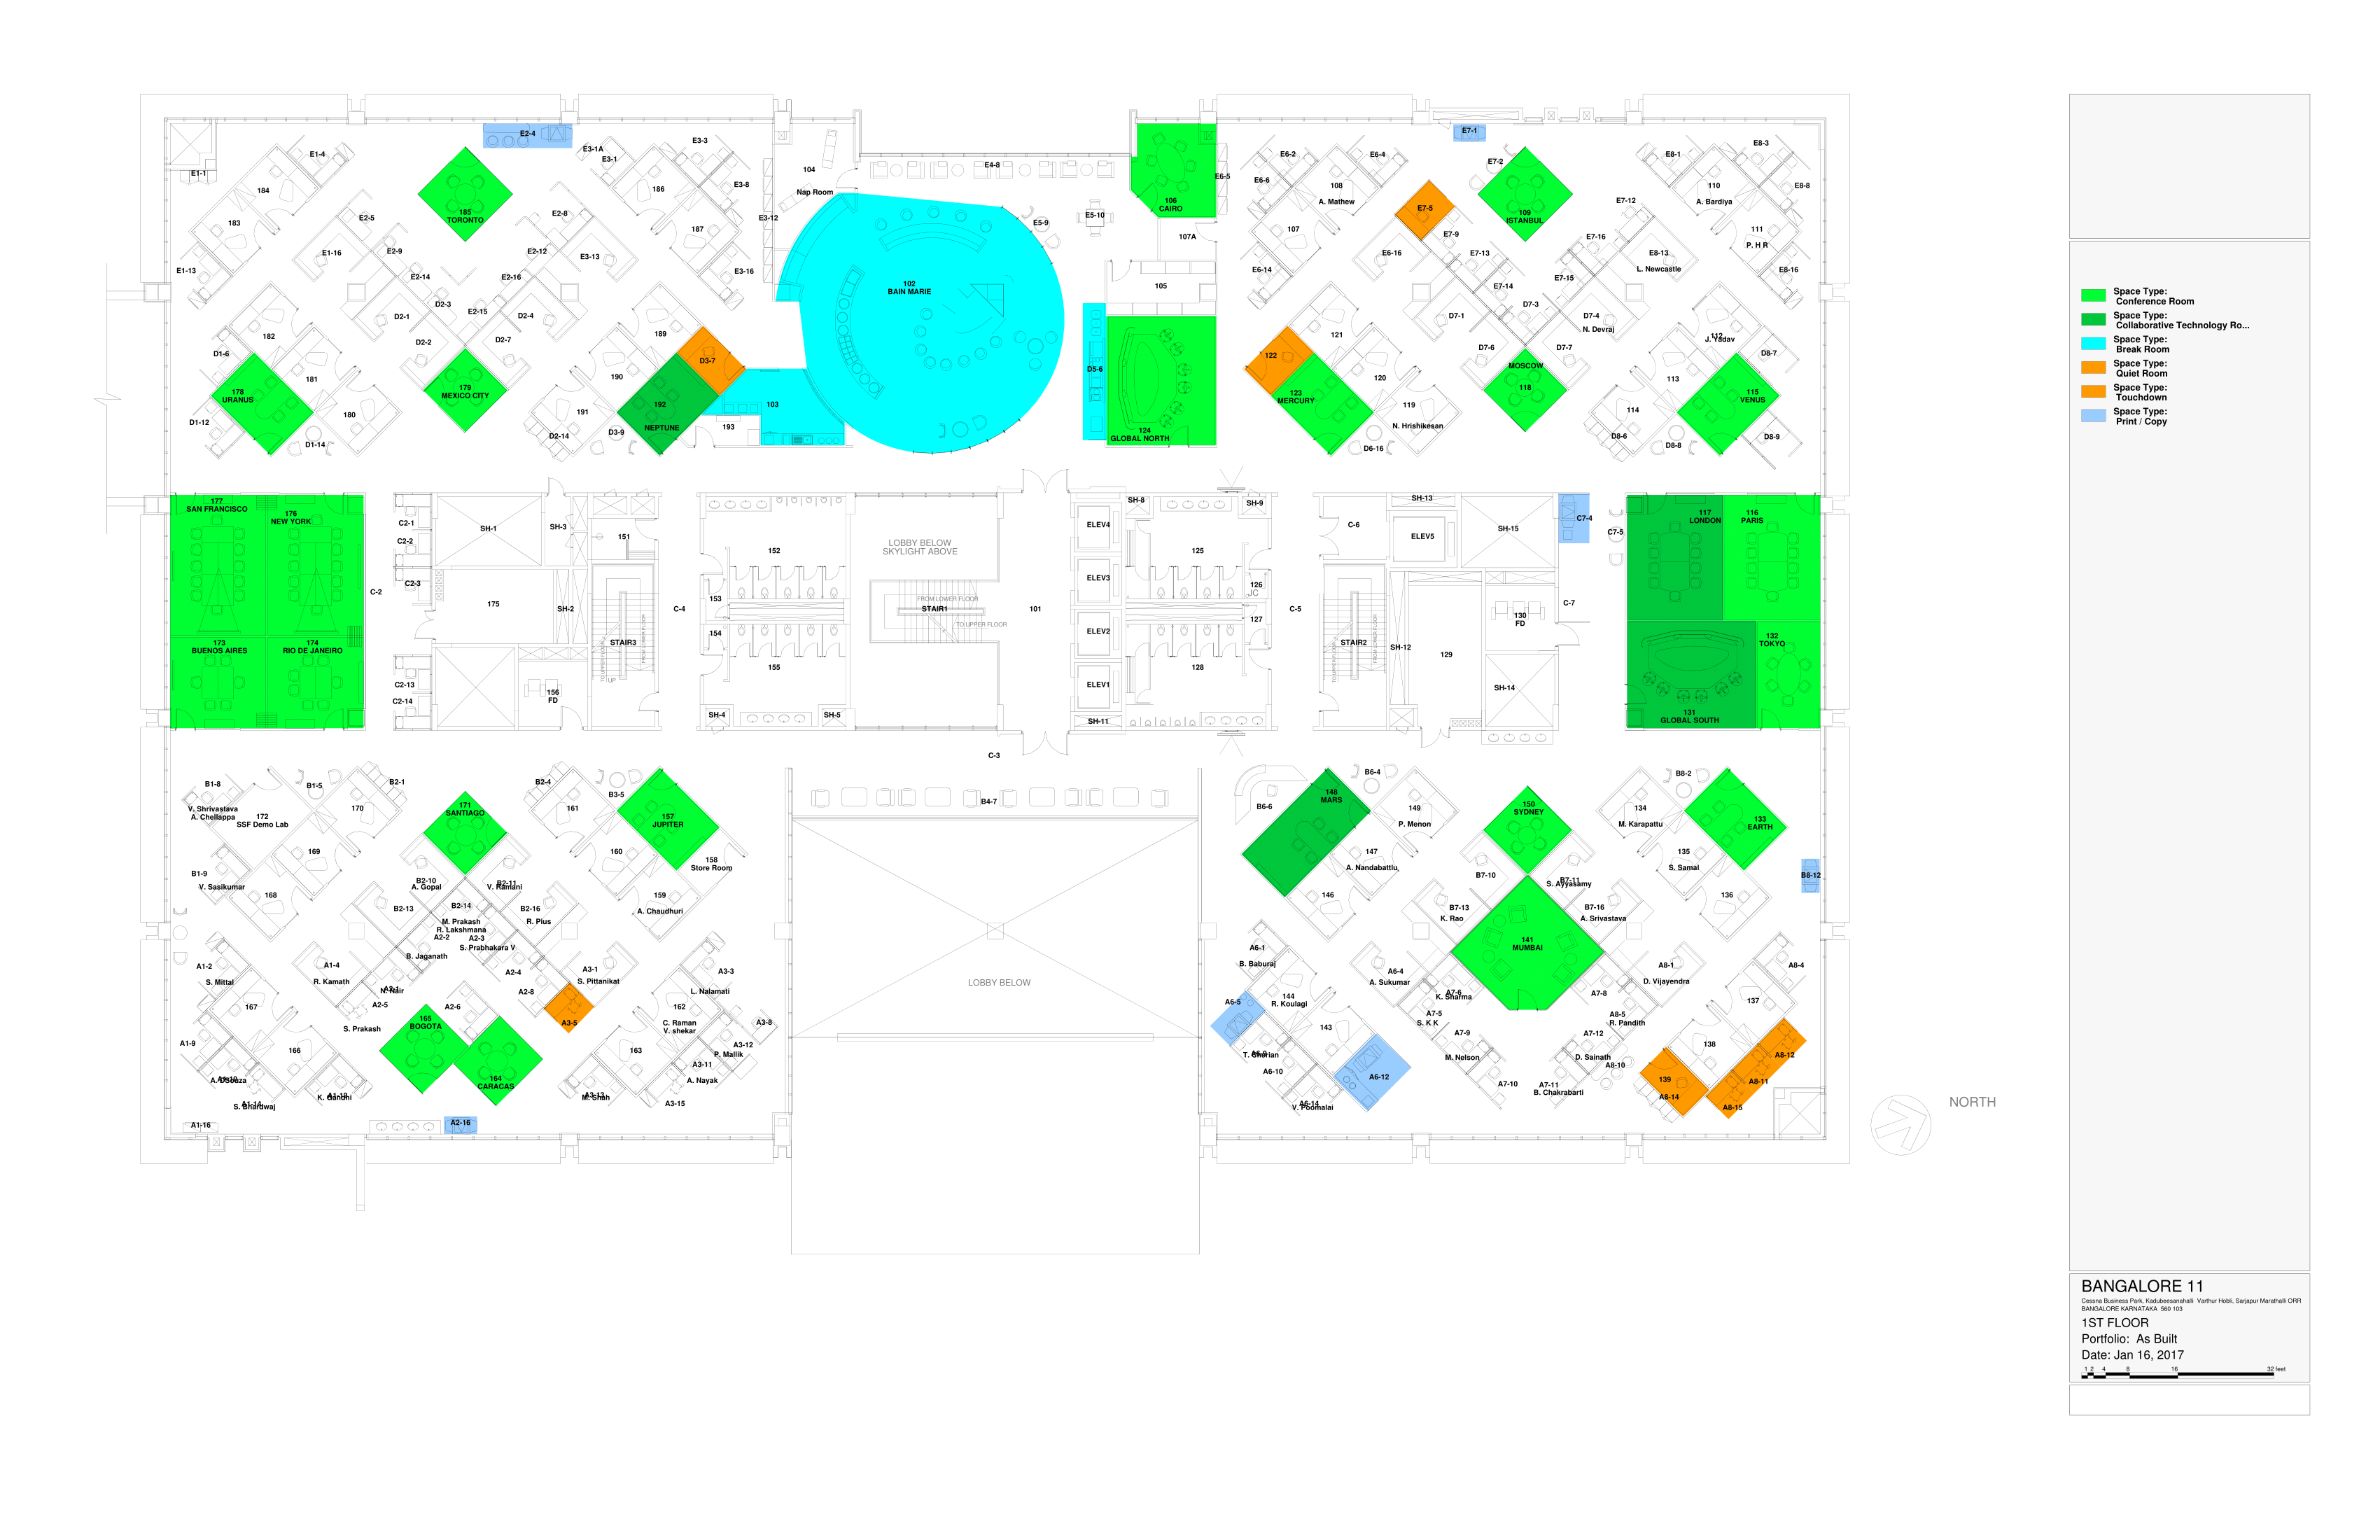 E2-4
E7-1
E3-3
E3-1A
E3-1
E1-4
E1-1
184
186
E3-8
104
Nap Room
E4-8
E6-5
E6-2
E6-4
E6-6
108
A. Mathew
E7-2
E8-1
E8-3
110
A. Bardiya
E8-8
185
TORONTO
106
CAIRO
109
ISTANBUL
E7-5
E7-12
183
E2-5
E2-8
187
E3-12
E5-9
E5-10
107A
107
E7-9
E7-16
111
P. H R
E1-16
E2-9
E2-12
E3-13
E6-16
E7-13
E8-13
L. Newcastle
E1-13
E2-14
E2-16
E3-16
E6-14
E7-15
E8-16
102
BAIN MARIE
105
E7-14
D2-3
E2-15
D7-3
D2-1
D2-4
D7-1
D7-4
N. Devraj
182
189
121
112
J. Yadav
D2-2
D2-7
D7-6
D7-7
D1-6
D3-7
122
D8-7
D5-6
MOSCOW
118
181
190
120
113
178
URANUS
179
MEXICO CITY
123
MERCURY
115
VENUS
180
191
192
NEPTUNE
103
119
114
D1-12
193
N. Hrishikesan
D1-14
D2-14
D3-9
124
GLOBAL NORTH
D6-16
D8-6
D8-8
D8-9
177
SAN FRANCISCO
176
NEW YORK
C2-1
C2-2
C2-3
SH-1
SH-3
151
152
LOBBY BELOW
SKYLIGHT ABOVE
ELEV4
SH-8
SH-9
125
C-6
SH-13
ELEV5
SH-15
C7-4
C7-5
117
LONDON
116
PARIS
C-2
175
SH-2
C-4
153
FROM LOWER FLOOR
STAIR1
TO UPPER FLOOR
101
ELEV3
126
JC
C-5
130
FD
C-7
173
BUENOS AIRES
174
RIO DE JANEIRO
STAIR3
FROM LOWER FLOOR
TO UPPER FLOOR
UP
154
155
ELEV2
127
128
STAIR2
TO UPPER FLOOR
FROM LOWER FLOOR
SH-12
129
132
TOKYO
C2-13
C2-14
156
FD
ELEV1
SH-14
SH-4
SH-5
SH-11
131
GLOBAL SOUTH
C-3
B1-8
V. Shrivastava
A. Chellappa
B1-5
B2-1
B2-4
B3-5
B4-7
B6-4
B6-6
B8-2
172
SSF Demo Lab
170
171
SANTIAGO
161
157
JUPITER
148
MARS
149
P. Menon
150
SYDNEY
134
M. Karapattu
133
EARTH
169
160
158
Store Room
147
A. Nandabattlu
135
S. Samal
B1-9
V. Sasikumar
B2-10
A. Gopal
B2-11
V. Ramani
B7-10
B7-11
S. Ayyasamy
B8-12
168
B2-13
B2-14
B2-16
R. Pius
159
A. Chaudhuri
146
B7-13
K. Rao
B7-16
A. Srivastava
136
M. Prakash
R. Lakshmana
A2-2
A2-3
S. Prabhakara V
B. Jaganath
A6-1
B. Baburaj
141
MUMBAI
A1-2
S. Mittal
A1-4
R. Kamath
A2-4
A3-1
S. Pittanikat
A3-3
L. Nalamati
A6-4
A. Sukumar
A8-1
D. Vijayendra
A8-4
LOBBY BELOW
N. Nair
A2-5
S. Prakash
A2-6
A2-8
A7-6
K. Sharma
A7-8
167
165
BOGOTA
A3-5
162
C. Raman
V. shekar
A3-8
A6-5
144
R. Koulagi
143
A7-5
S. K K
A8-5
R. Pandith
137
A1-9
166
163
A3-12
P. Mallik
A3-11
T. Cherian
A6-10
A7-9
M. Nelson
A7-12
D. Sainath
A8-10
138
A8-12
A. D'Souza
164
CARACAS
A. Nayak
A6-12
139
A8-11
A1-14
S. Bhardwaj
K. Gandhi
M. Shah
A3-15
V. Poomalai
A7-10
A7-11
B. Chakrabarti
A8-14
A8-15
A1-16
A2-16
NORTH
Space Type:
Conference Room
Space Type:
Collaborative Technology Ro...
Space Type:
Break Room
Space Type:
Quiet Room
Space Type:
Touchdown
Space Type:
Print / Copy
BANGALORE 11
Cessna Business Park, Kadubeesanahalli Varthur Hobli, Sarjapur Marathalli ORR
BANGALORE KARNATAKA 560 103
1ST FLOOR
Portfolio: As Built
Date: Jan 16, 2017
1 2 4 8 16 32 feet